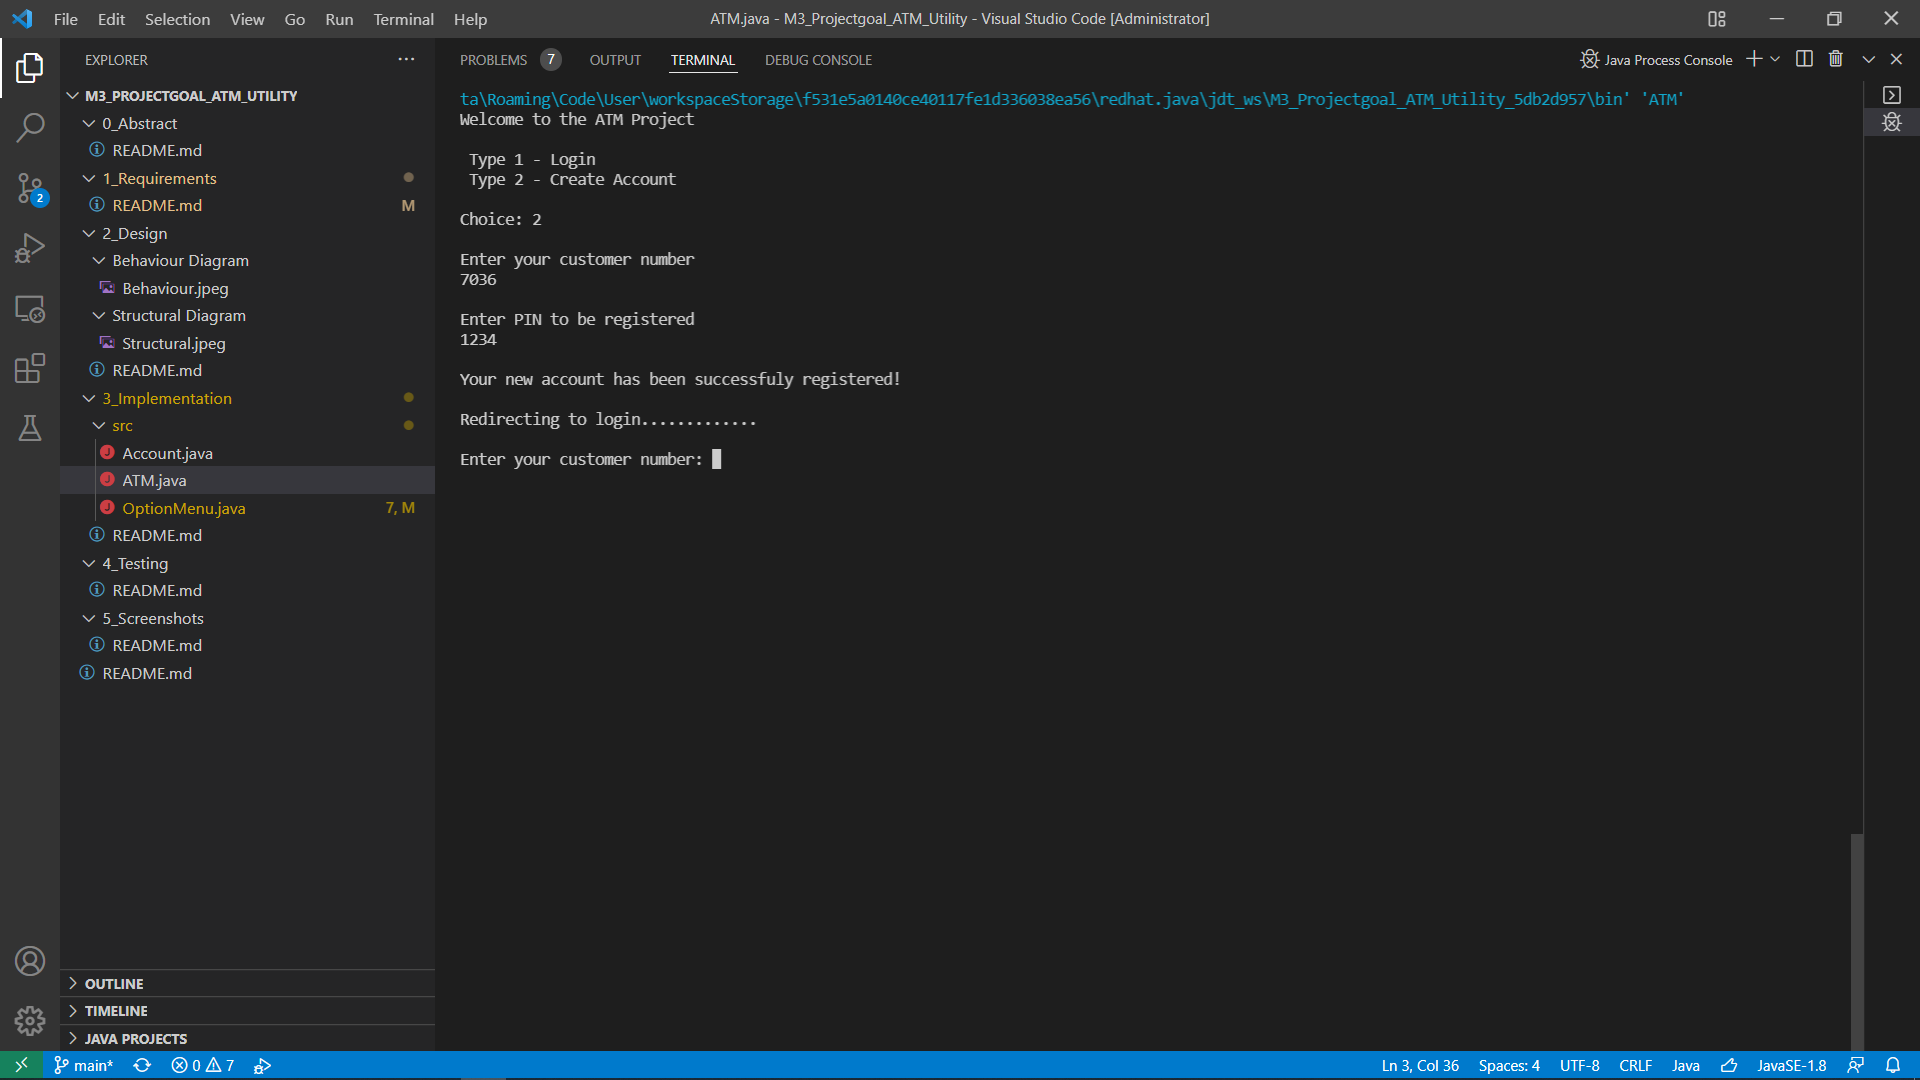 File Edit Selection View Go Run Terminal Help
ATM.java - M3_Projectgoal_ATM_Utility - Visual Studio Code [Administrator]
EXPLORER
M3_PROJECTGOAL_ATM_UTILITY
0_Abstract
README.md
1_Requirements
README.md M
2_Design
Behaviour Diagram
Behaviour.jpeg
Structural Diagram
Structural.jpeg
README.md
3_Implementation
src
Account.java
ATM.java
OptionMenu.java 7, M
README.md
4_Testing
README.md
5_Screenshots
README.md
README.md
OUTLINE
TIMELINE
JAVA PROJECTS
2
PROBLEMS 7 OUTPUT TERMINAL DEBUG CONSOLE
Java Process Console
ta\Roaming\Code\User\workspaceStorage\f531e5a0140ce40117fe1d336038ea56\redhat.java\jdt_ws\M3_Projectgoal_ATM_Utility_5db2d957\bin' 'ATM'
Welcome to the ATM Project
Type 1 - Login
Type 2 - Create Account
Choice: 2
Enter your customer number
7036
Enter PIN to be registered
1234
Your new account has been successfuly registered!
Redirecting to login.............
Enter your customer number:
main* 0 7
Ln 3, Col 36 Spaces: 4 UTF-8 CRLF Java JavaSE-1.8